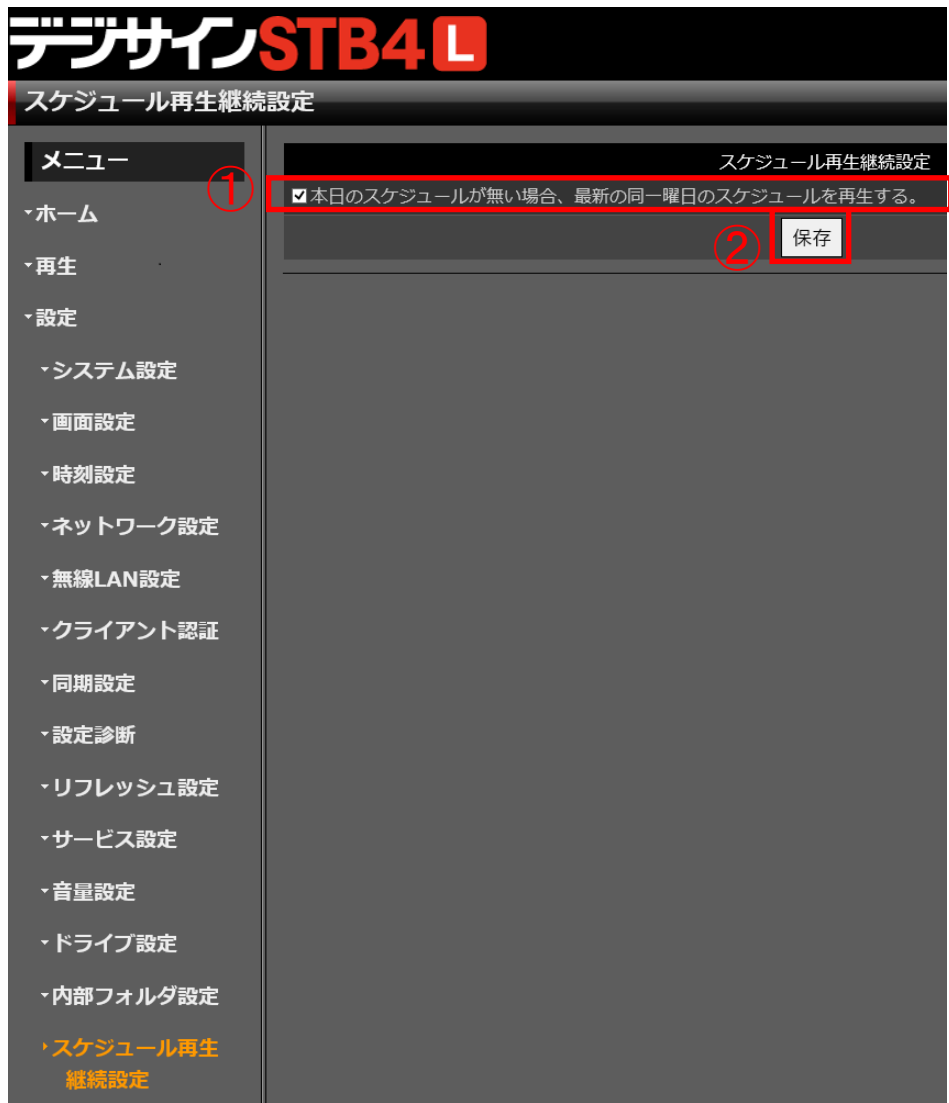 デジサインSTB4 L
スケジュール再生継続設定
メニュー
ホーム
再生
設定
システム設定
画面設定
時刻設定
ネットワーク設定
無線LAN設定
クライアント認証
同期設定
設定診断
リフレッシュ設定
サービス設定
音量設定
ドライブ設定
内部フォルダ設定
スケジュール再生
継続設定
スケジュール再生継続設定
①
本日のスケジュールが無い場合、最新の同一曜日のスケジュールを再生する。
②
保存